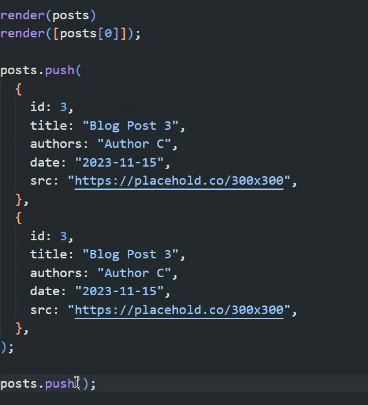 render(posts)
render([posts[0]]);
posts.push(
{
id: 3,
title: "Blog Post 3",
authors: "Author C",
date: "2023-11-15",
src: "https://placehold.co/300x300",
},
{
id: 3,
title: "Blog Post 3",
authors: "Author C",
date: "2023-11-15",
src: "https://placehold.co/300x300",
},
);
posts.push();